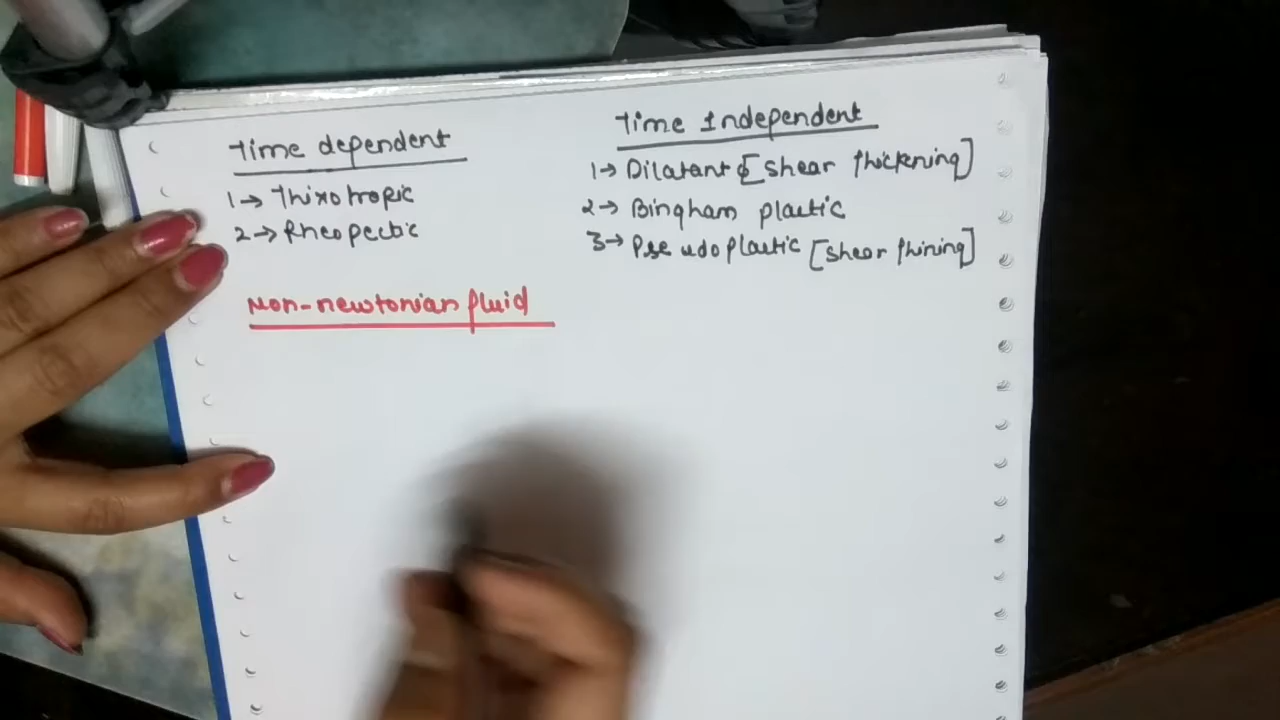 Time dependent
1→ Thixotropic
2→ Rheopectic
Time Independent
1→ Dilatant [shear thickening]
2→ Bingham plastic
3→ Pseudoplastic [shear thining]
Non-newtonian fluid